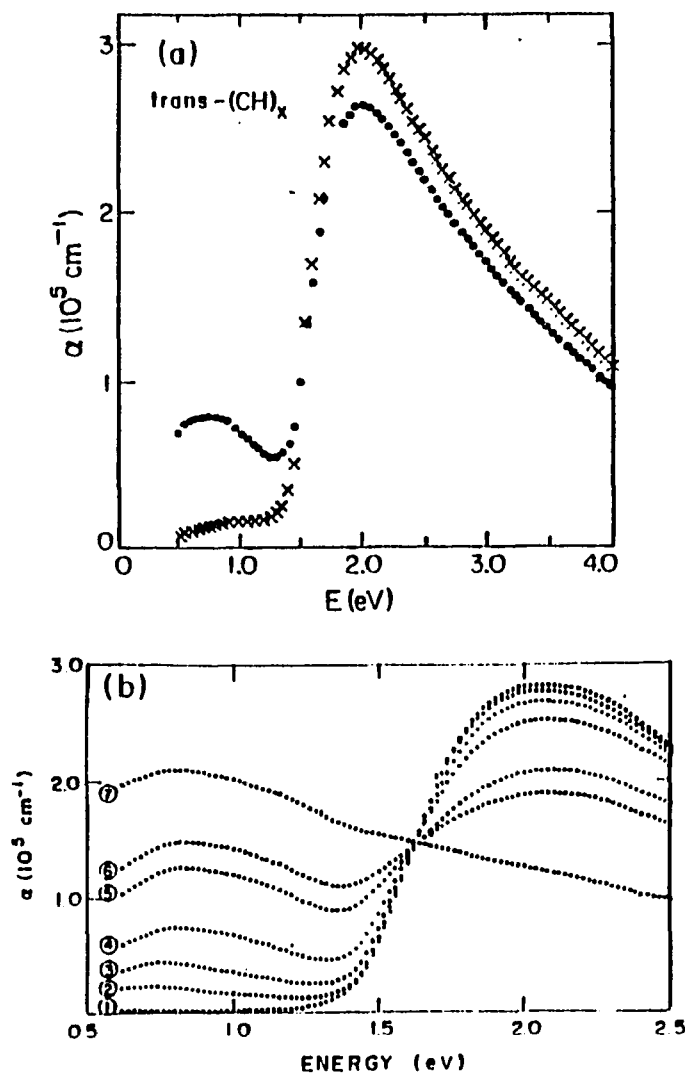 (a)
trans-(CH)x
3
2
1
0
α (10⁵ cm⁻¹)
0 1.0 2.0 3.0 4.0
E (eV)
(b)
3.0
2.0
1.0
α (10⁵ cm⁻¹)
⑦
⑥
⑤
④
③
②
(1)
0.5 1.0 1.5 2.0 2.5
ENERGY (eV)